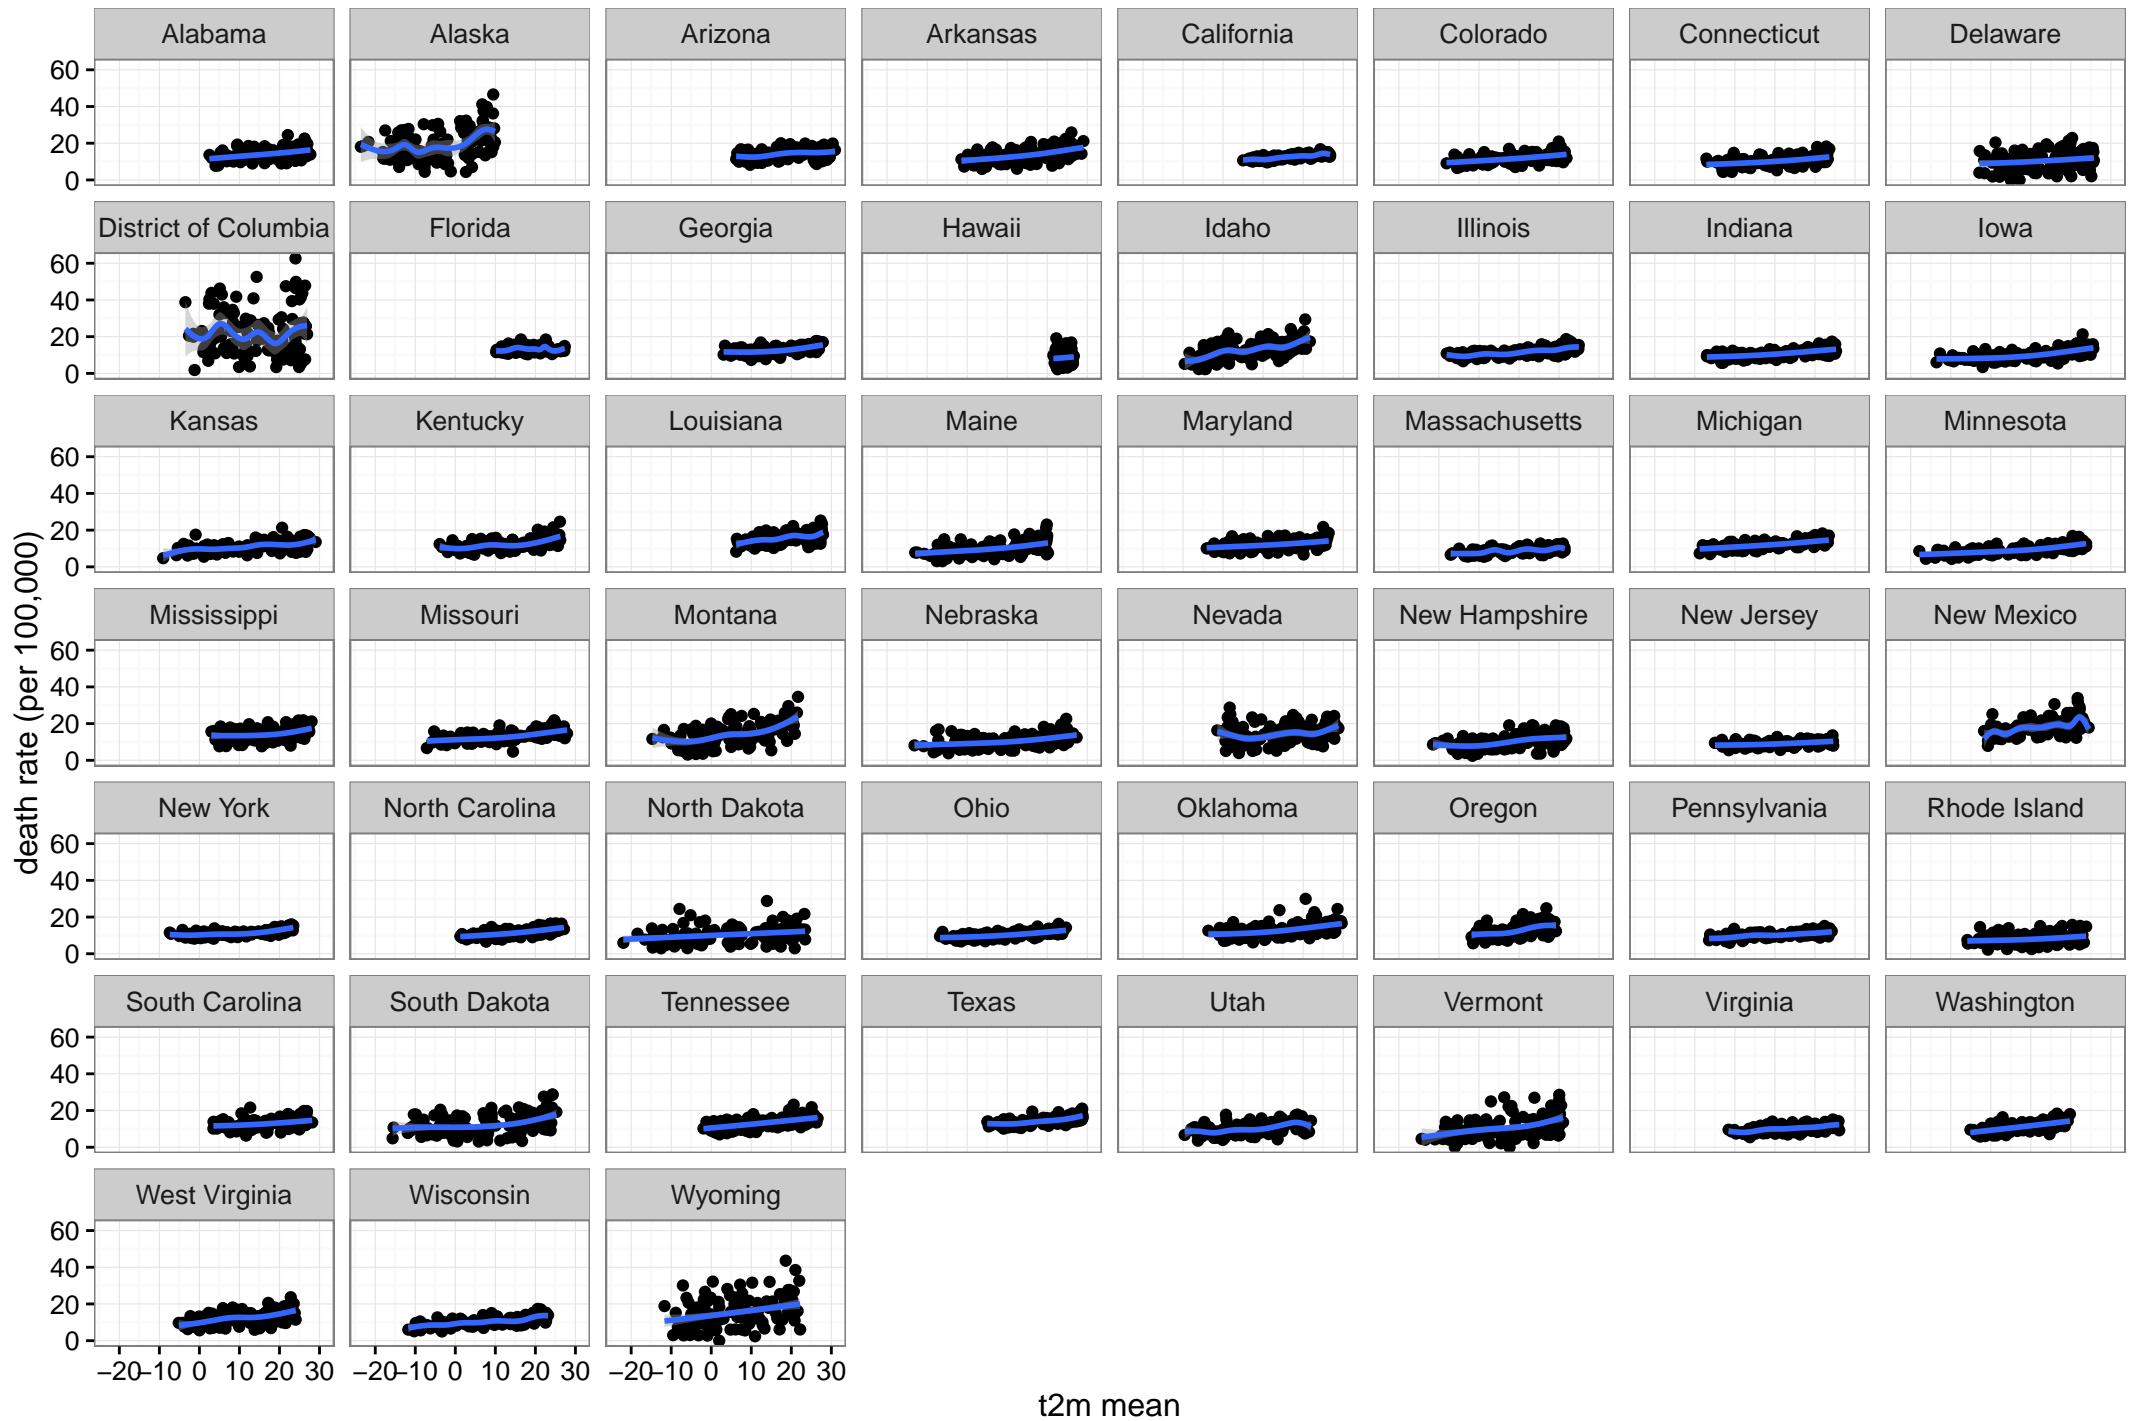 Alabama Alaska Arizona Arkansas California Colorado Connecticut Delaware
60
40
20
0
District of Columbia Florida Georgia Hawaii Idaho Illinois Indiana Iowa
60
40
20
0
Kansas Kentucky Louisiana Maine Maryland Massachusetts Michigan Minnesota
60
40
20
0
Mississippi Missouri Montana Nebraska Nevada New Hampshire New Jersey New Mexico
60
40
20
0
New York North Carolina North Dakota Ohio Oklahoma Oregon Pennsylvania Rhode Island
60
40
20
0
South Carolina South Dakota Tennessee Texas Utah Vermont Virginia Washington
60
40
20
0
West Virginia Wisconsin Wyoming
60
40
20
0
−20 −10 0 10 20 30 −20 −10 0 10 20 30 −20 −10 0 10 20 30
t2m mean
death rate (per 100,000)